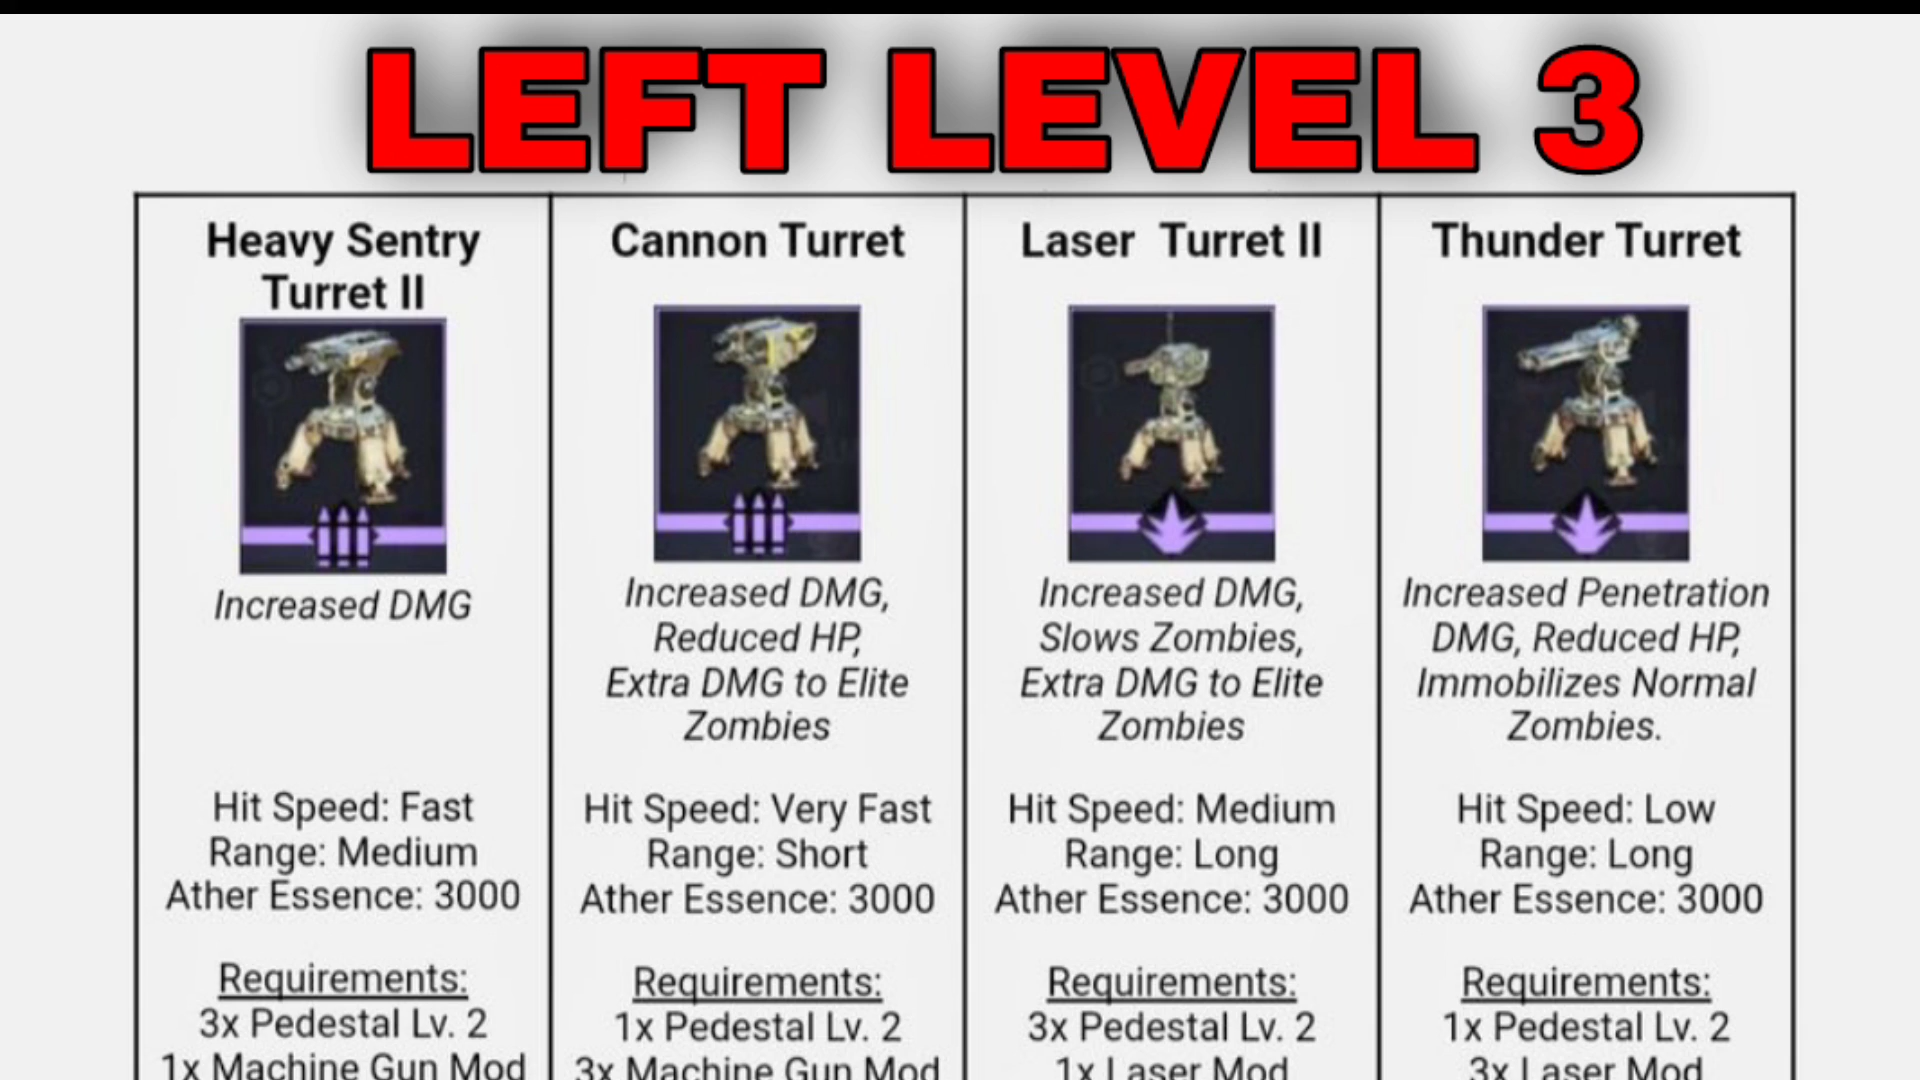 LEFT LEVEL 3
Heavy Sentry
Turret II
Increased DMG
Hit Speed: Fast
Range: Medium
Ather Essence: 3000
Requirements:
3x Pedestal Lv. 2
1x Machine Gun Mod
Cannon Turret
Increased DMG,
Reduced HP,
Extra DMG to Elite
Zombies
Hit Speed: Very Fast
Range: Short
Ather Essence: 3000
Requirements:
1x Pedestal Lv. 2
3x Machine Gun Mod
Laser Turret II
Increased DMG,
Slows Zombies,
Extra DMG to Elite
Zombies
Hit Speed: Medium
Range: Long
Ather Essence: 3000
Requirements:
3x Pedestal Lv. 2
1x Laser Mod
Thunder Turret
Increased Penetration
DMG, Reduced HP,
Immobilizes Normal
Zombies.
Hit Speed: Low
Range: Long
Ather Essence: 3000
Requirements:
1x Pedestal Lv. 2
3x Laser Mod